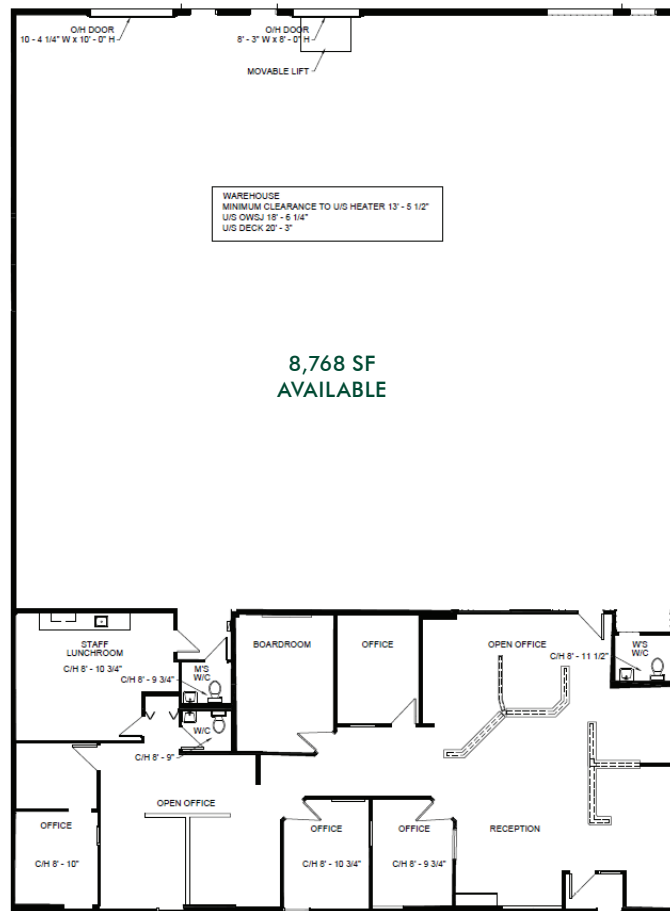 O/H DOOR
10 - 4 1/4" W x 10' - 0" H
O/H DOOR
8' - 3" W x 8' - 0" H
MOVABLE LIFT
WAREHOUSE
MINIMUM CLEARANCE TO U/S HEATER 13' - 5 1/2"
U/S OWSJ 18' - 6 1/4"
U/S DECK 20' - 3"
8,768 SF
AVAILABLE
STAFF
LUNCHROOM
C/H 8' - 10 3/4"
C/H 8' - 9 3/4"
M'S
W/C
BOARDROOM
OFFICE
OPEN OFFICE
C/H 8' - 11 1/2"
W'S
W/C
W/C
C/H 8' - 9"
OPEN OFFICE
OFFICE
C/H 8' - 10"
OFFICE
C/H 8' - 10 3/4"
OFFICE
C/H 8' - 9 3/4"
RECEPTION